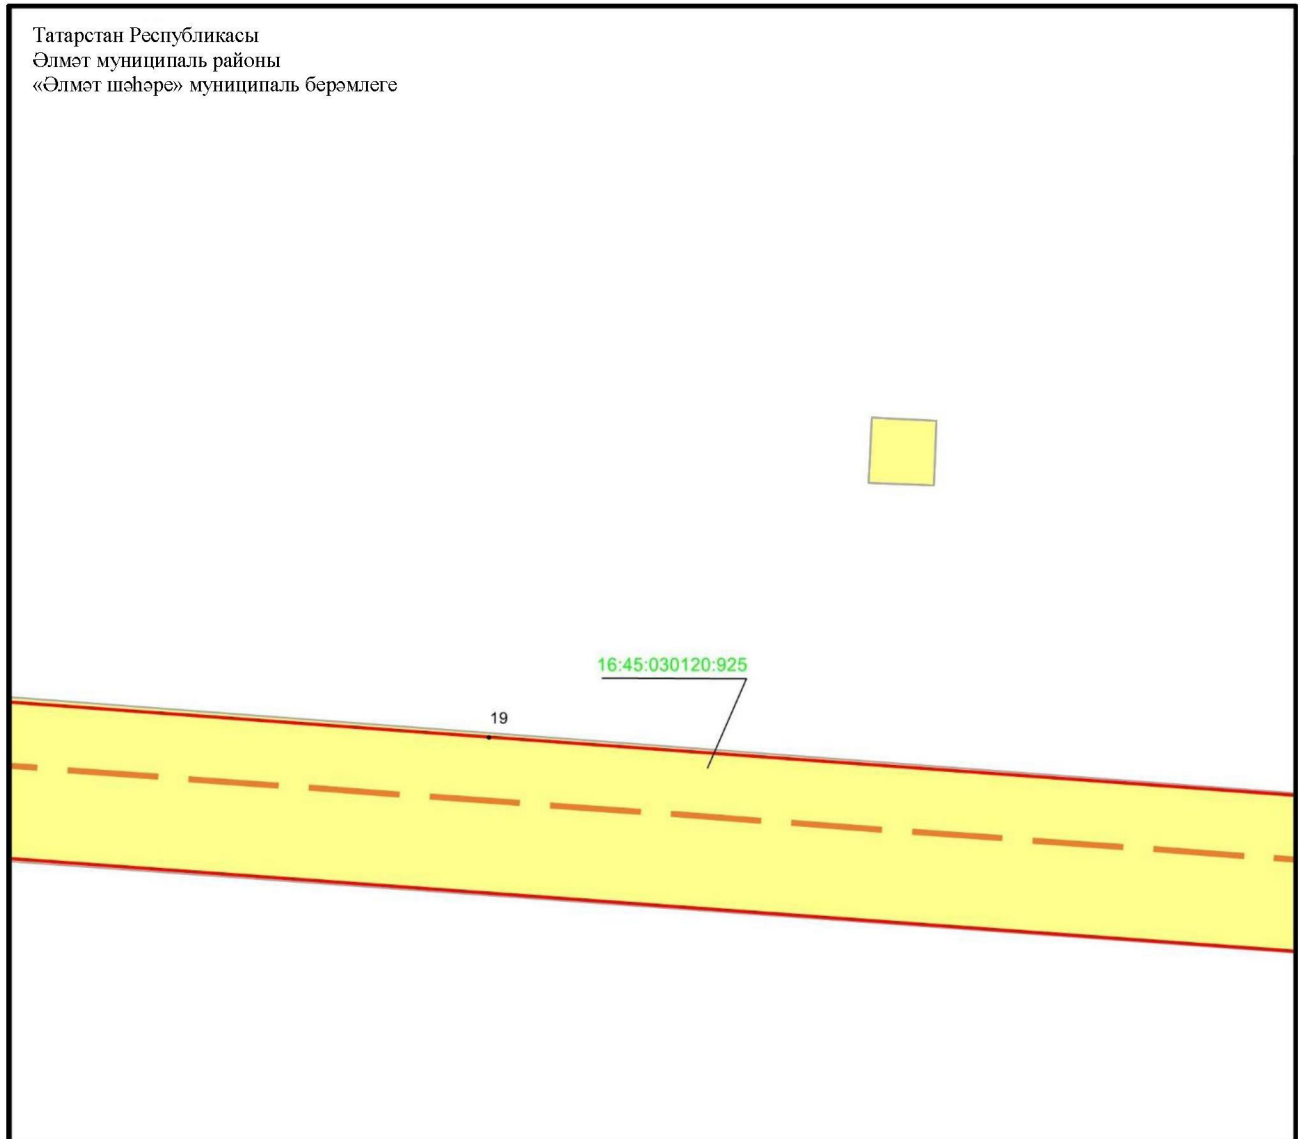 Татарстан Республикасы
Әлмәт муниципаль районы
«Әлмәт шәһәре» муниципаль берәмлеге
16:45:030120:925
19